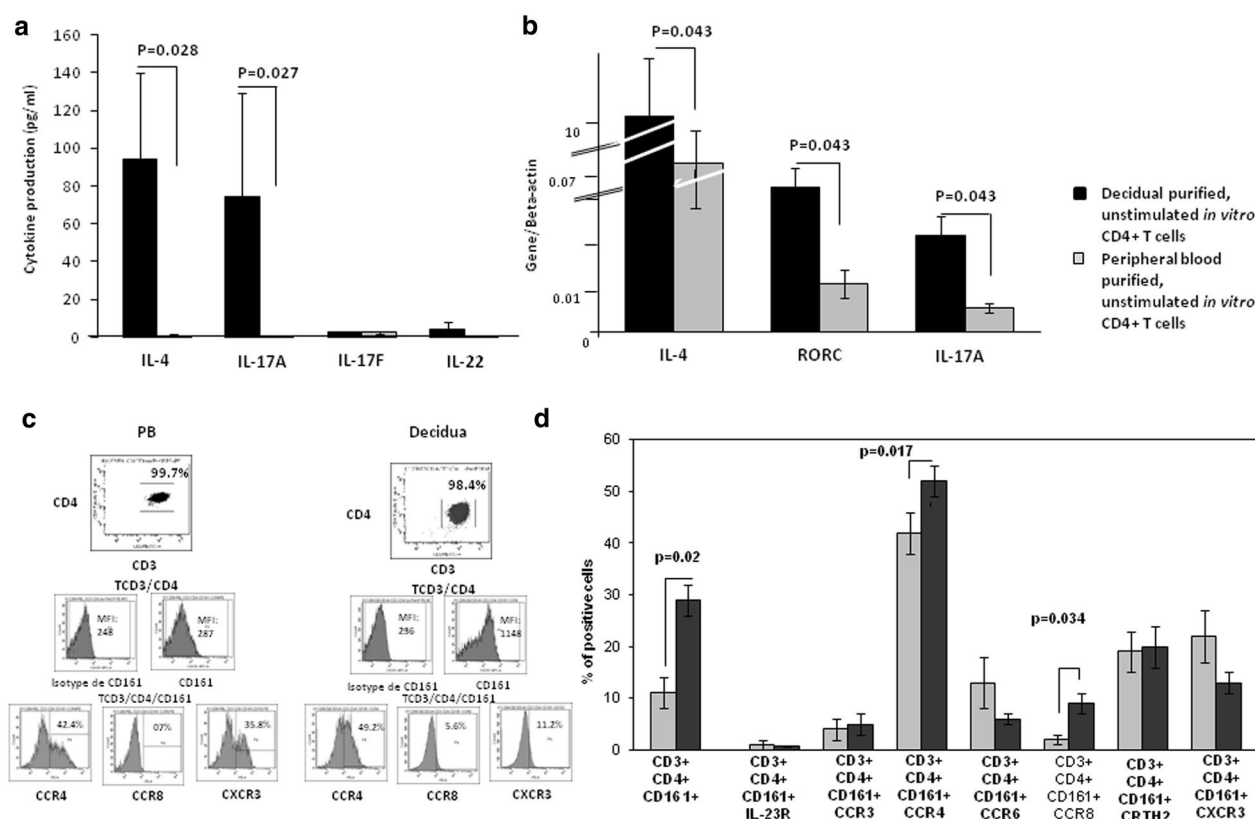 a
160
140
120
100
80
60
40
20
0
Cytokine production (pg/ml)
P=0.028
P=0.027
IL-4
IL-17A
IL-17F
IL-22
b
10
0.07
0.01
0
Gene/ Beta-actin
P=0.043
P=0.043
P=0.043
IL-4
RORC
IL-17A
Decidual purified,
unstimulated in vitro
CD4+ T cells
Peripheral blood
purified,
unstimulated in vitro
CD4+ T cells
c
PB
99.7%
CD4
CD3
TCD3/CD4
MFI:
248
MFI:
287
Isotype de CD161
CD161
TCD3/CD4/CD161
42.4%
07%
35.8%
CCR4
CCR8
CXCR3
Decidua
98.4%
CD4
CD3
TCD3/CD4
MFI:
236
MFI:
1148
Isotype de CD161
CD161
TCD3/CD4/CD161
49.2%
5.6%
11.2%
CCR4
CCR8
CXCR3
d
60
50
40
30
20
10
0
% of positive cells
p=0.02
p=0.017
p=0.034
CD3+
CD4+
CD161+
CD3+
CD4+
CD161+
IL-23R
CD3+
CD4+
CD161+
CCR3
CD3+
CD4+
CD161+
CCR4
CD3+
CD4+
CD161+
CCR6
CD3+
CD4+
CD161+
CCR8
CD3+
CD4+
CD161+
CRTH2
CD3+
CD4+
CD161+
CXCR3